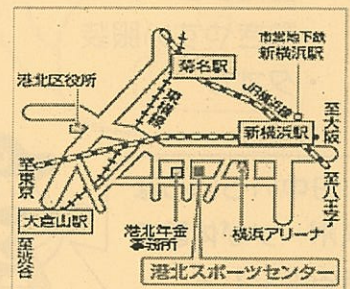 菊名駅
市営地下鉄
新横浜駅
港北区役所
東横線
JR横浜線
新横浜駅
至大阪
至東京
至八王子
大倉山駅
港北年金
事務所
横浜アリーナ
至渋谷
港北スポーツセンター